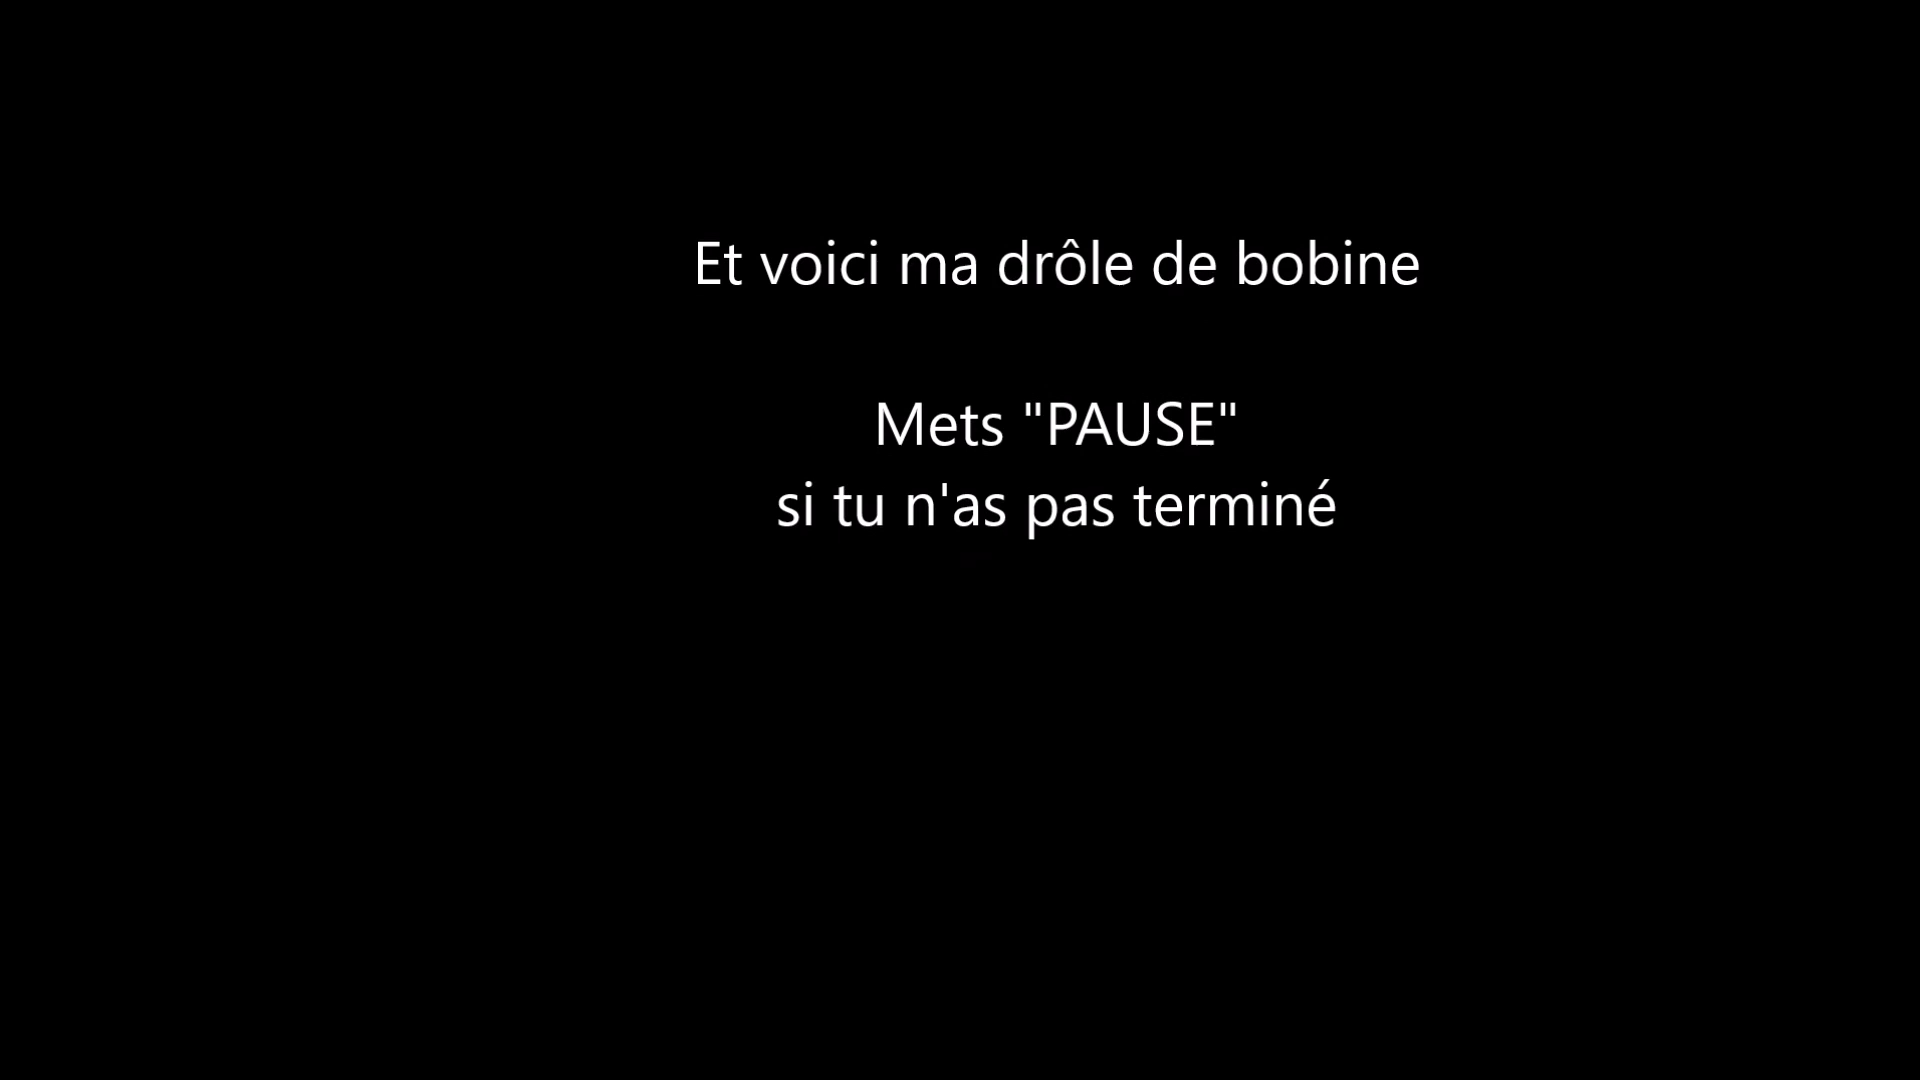 Et voici ma drôle de bobine
Mets "PAUSE"
si tu n'as pas terminé